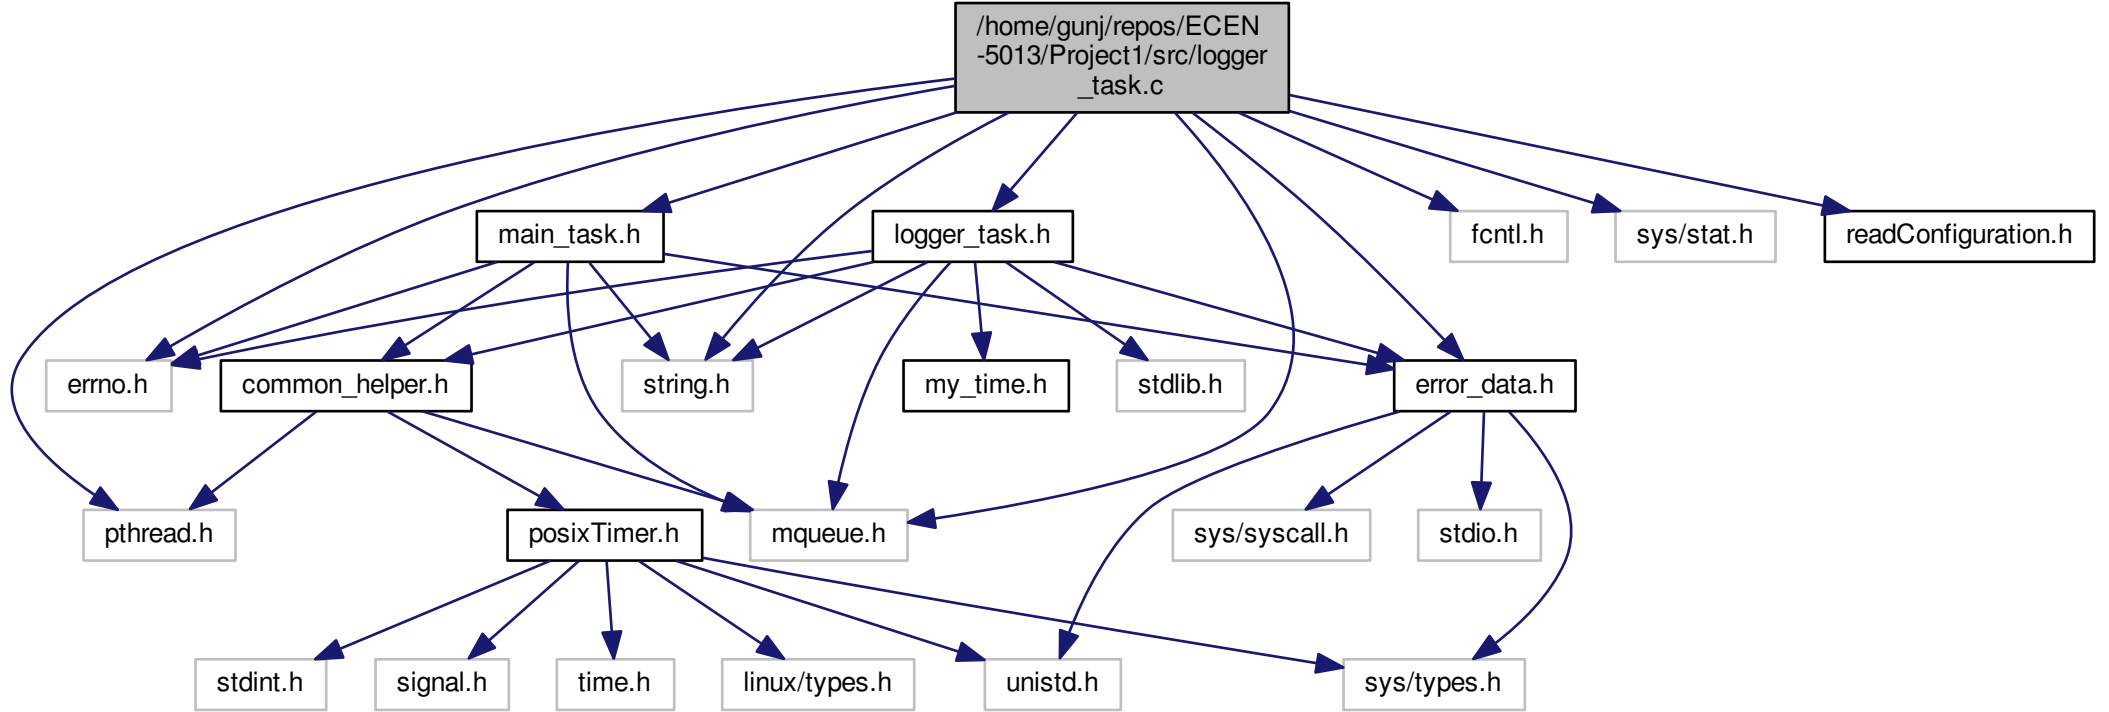 /home/gunj/repos/ECEN
-5013/Project1/src/logger
_task.c
main_task.h
logger_task.h
fcntl.h
sys/stat.h
readConfiguration.h
errno.h
common_helper.h
string.h
my_time.h
stdlib.h
error_data.h
pthread.h
posixTimer.h
mqueue.h
sys/syscall.h
stdio.h
stdint.h
signal.h
time.h
linux/types.h
unistd.h
sys/types.h